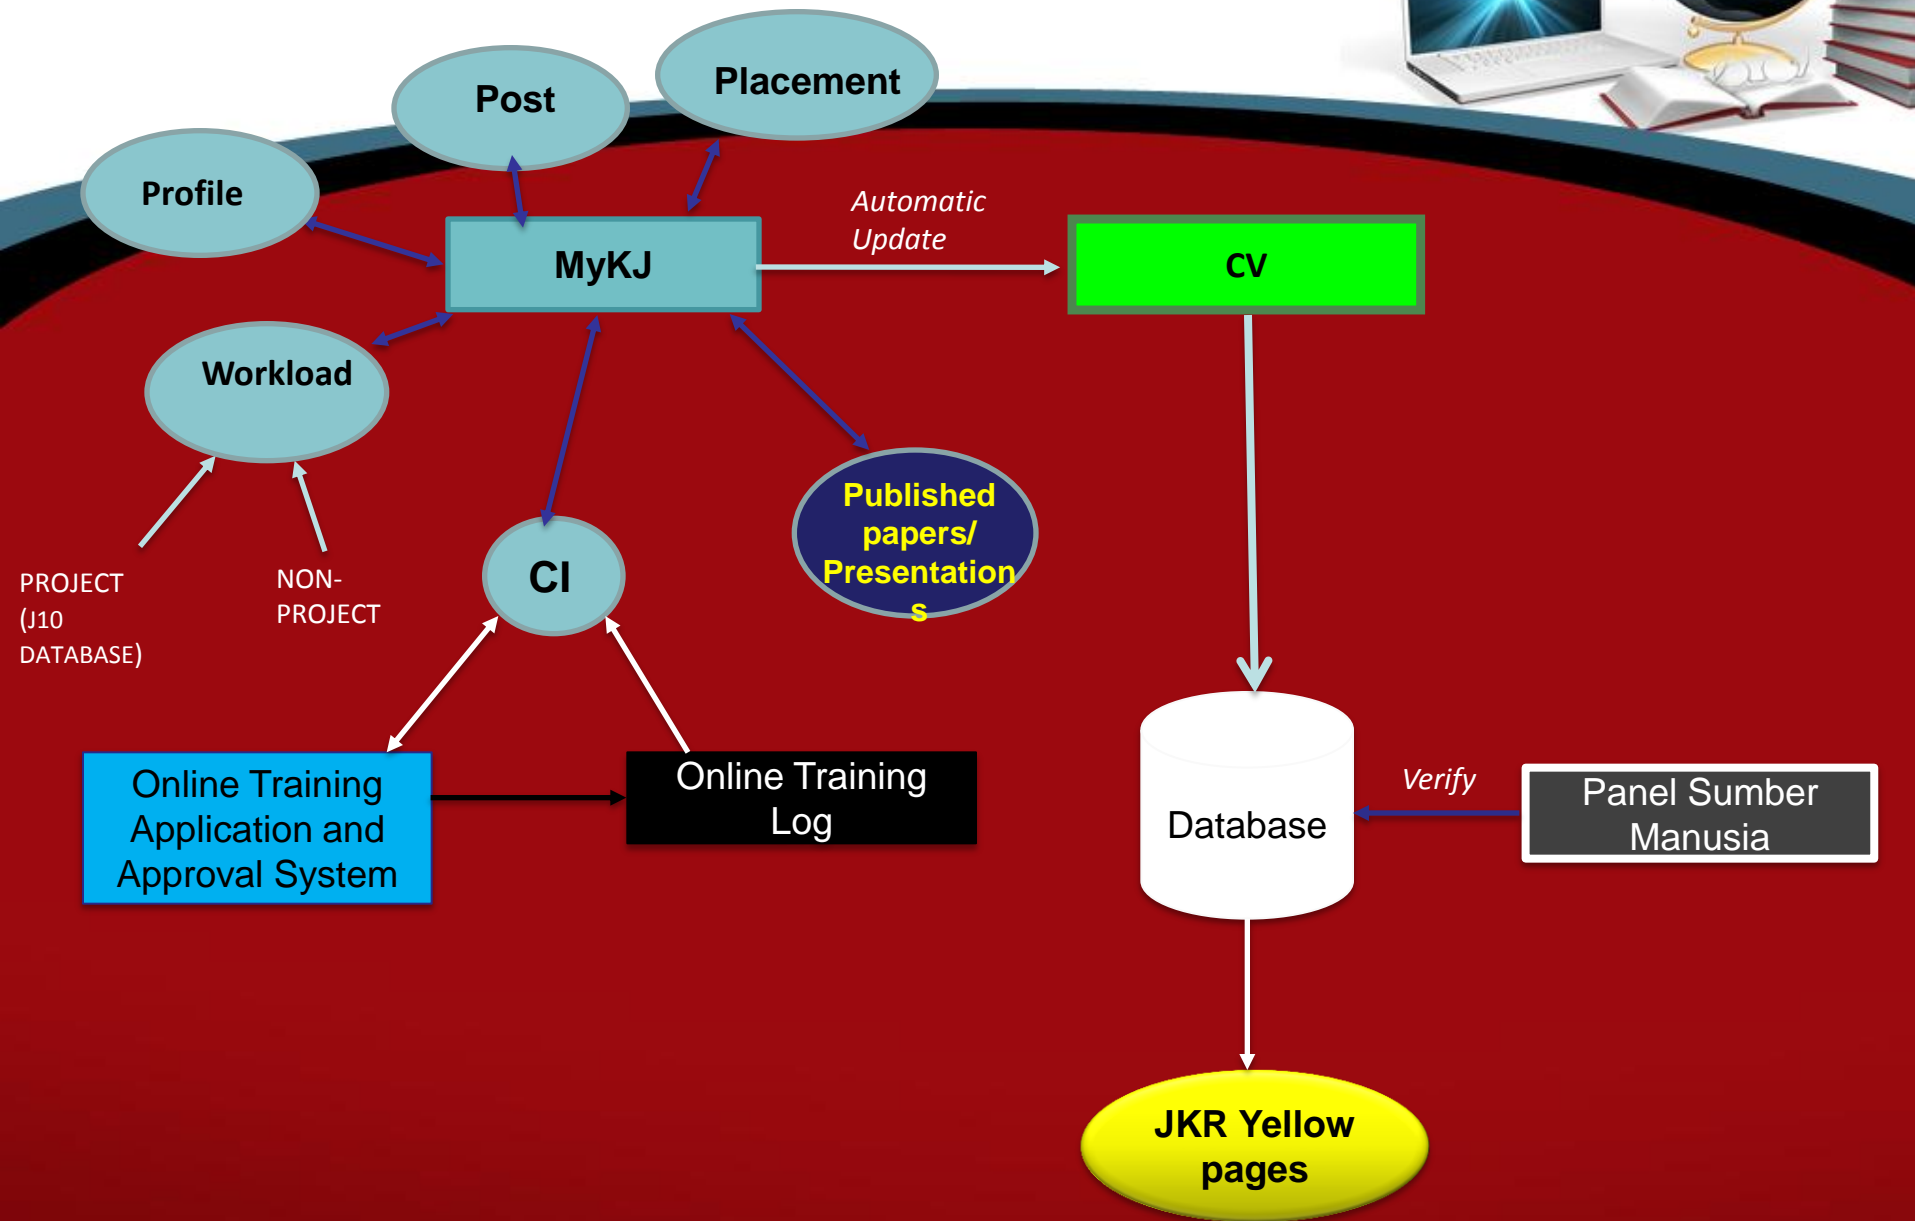 Post
Placement
Profile
Automatic
Update
MyKJ
CV
Workload
Published
papers/
Presentation
s
CI
PROJECT
(J10
DATABASE)
NON-
PROJECT
Online Training
Application and
Approval System
Online Training
Log
Database
Verify
Panel Sumber
Manusia
JKR Yellow
pages